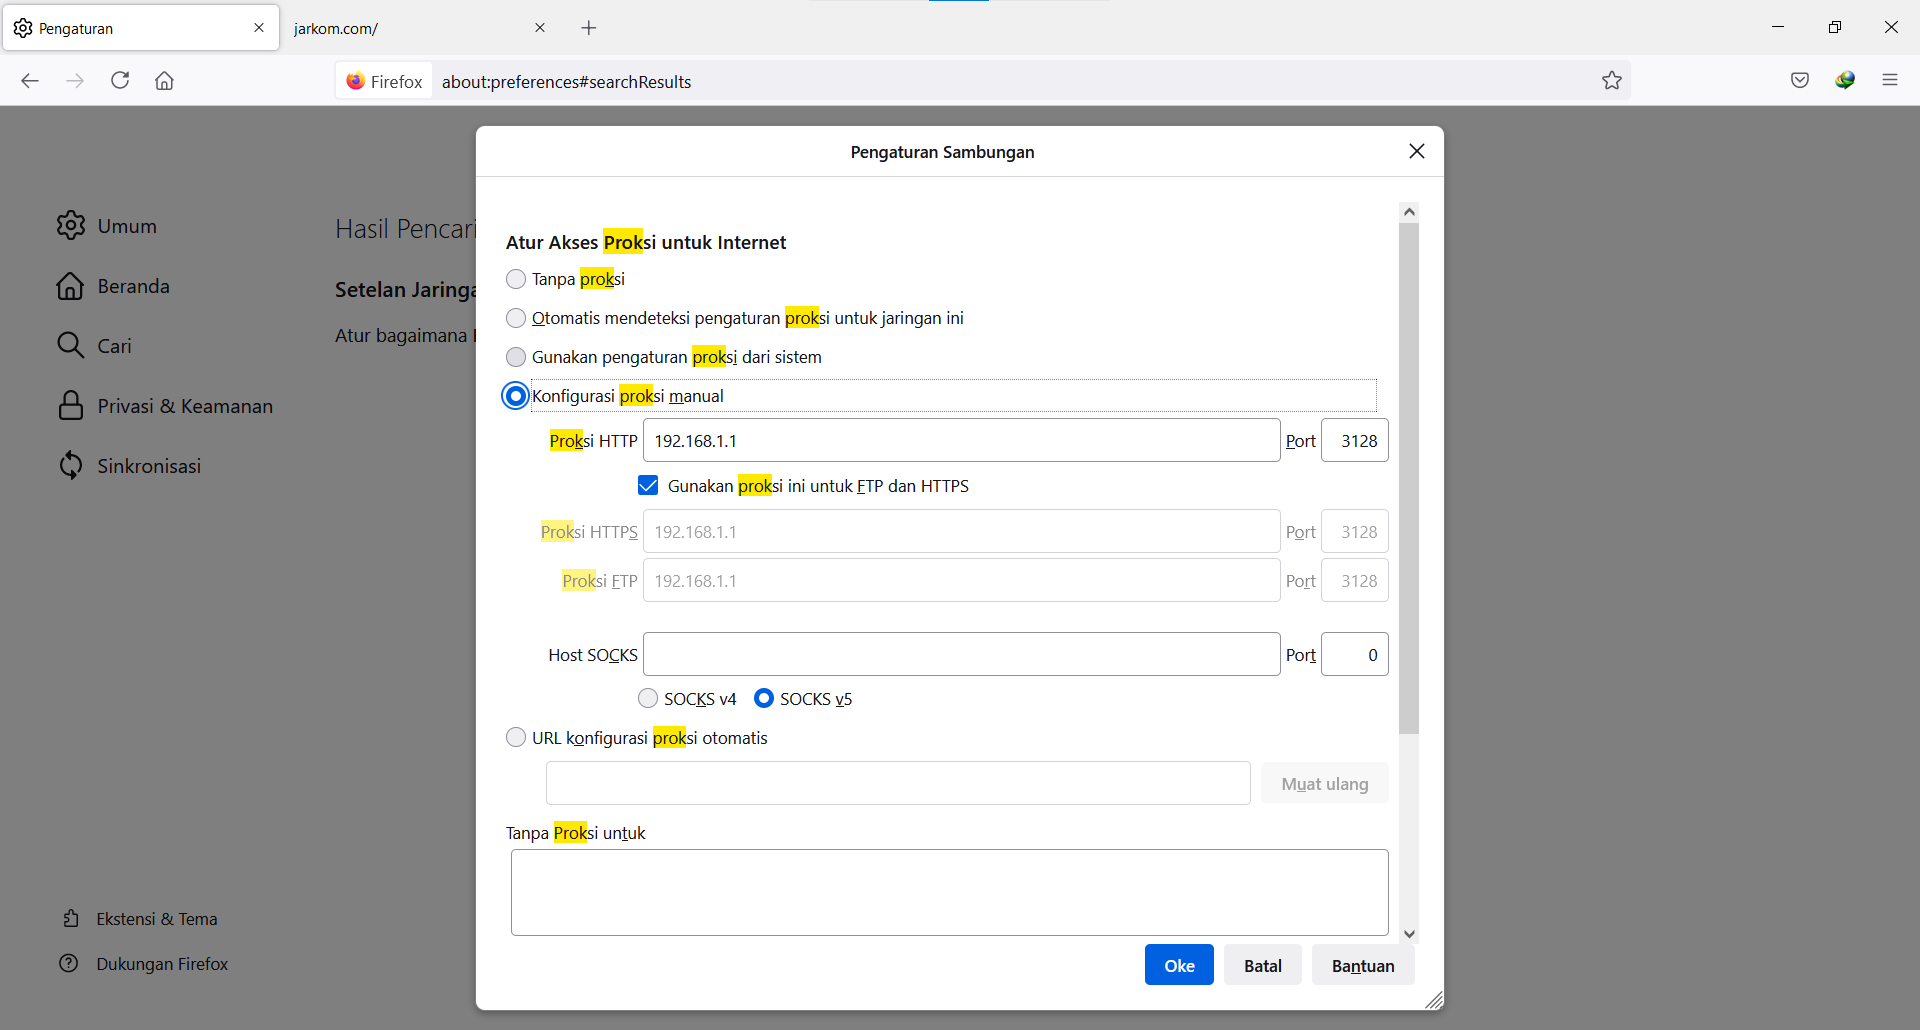 Pengaturan
jarkom.com/
Firefox
about:preferences#searchResults
Umum
Beranda
Cari
Privasi & Keamanan
Sinkronisasi
Ekstensi & Tema
Dukungan Firefox
Hasil Pencari
Setelan Jaringa
Atur bagaimana
Pengaturan Sambungan
Atur Akses Proksi untuk Internet
Tanpa proksi
Otomatis mendeteksi pengaturan proksi untuk jaringan ini
Gunakan pengaturan proksi dari sistem
Konfigurasi proksi manual
Proksi HTTP 192.168.1.1 Port 3128
Gunakan proksi ini untuk FTP dan HTTPS
Proksi HTTPS 192.168.1.1 Port 3128
Proksi FTP 192.168.1.1 Port 3128
Host SOCKS Port 0
SOCKS v4 SOCKS v5
URL konfigurasi proksi otomatis
Muat ulang
Tanpa Proksi untuk
Oke Batal Bantuan